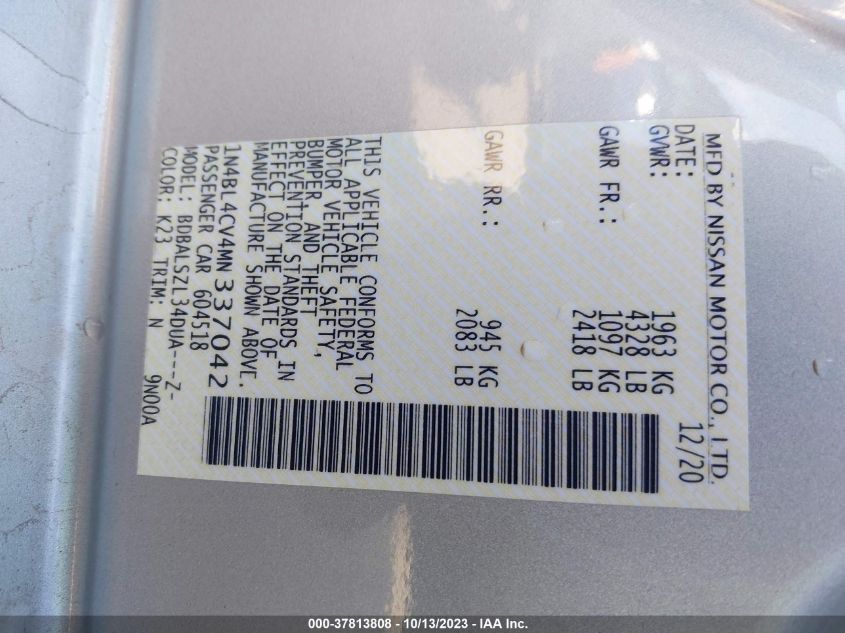 MFD BY NISSAN MOTOR CO., LTD.
DATE: 12/20
GVWR: 1963 KG
4328 LB
GAWR FR.: 1097 KG
2418 LB
GAWR RR.: 945 KG
2083 LB
THIS VEHICLE CONFORMS TO
ALL APPLICABLE FEDERAL
MOTOR VEHICLE SAFETY,
BUMPER, AND THEFT
PREVENTION STANDARDS IN
EFFECT ON THE DATE OF
MANUFACTURE SHOWN ABOVE.
1N4BL4CV4MN337042
PASSENGER CAR 604518
MODEL: BDBALSZL34DUA---Z-
COLOR: K23 TRIM: N 9N00A
000-37813808 - 10/13/2023 - IAA Inc.